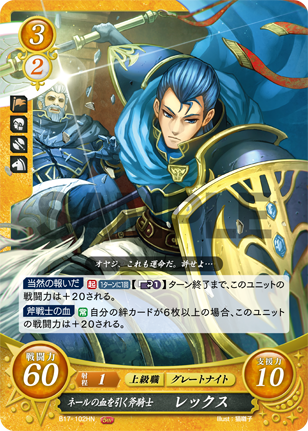 3
2
オヤジ、これも運命だ。許せよ…
当然の報いだ 起 1ターンに1回 【1】ターン終了まで、このユニットの
戦闘力は+20される。
斧戦士の血 常 自分の絆カードが6枚以上の場合、このユニット
の戦闘力は+20される。
戦闘力
60
射程 1 上級職 グレートナイト
支援力
10
ネールの血を引く斧騎士 レックス
B17-102HN